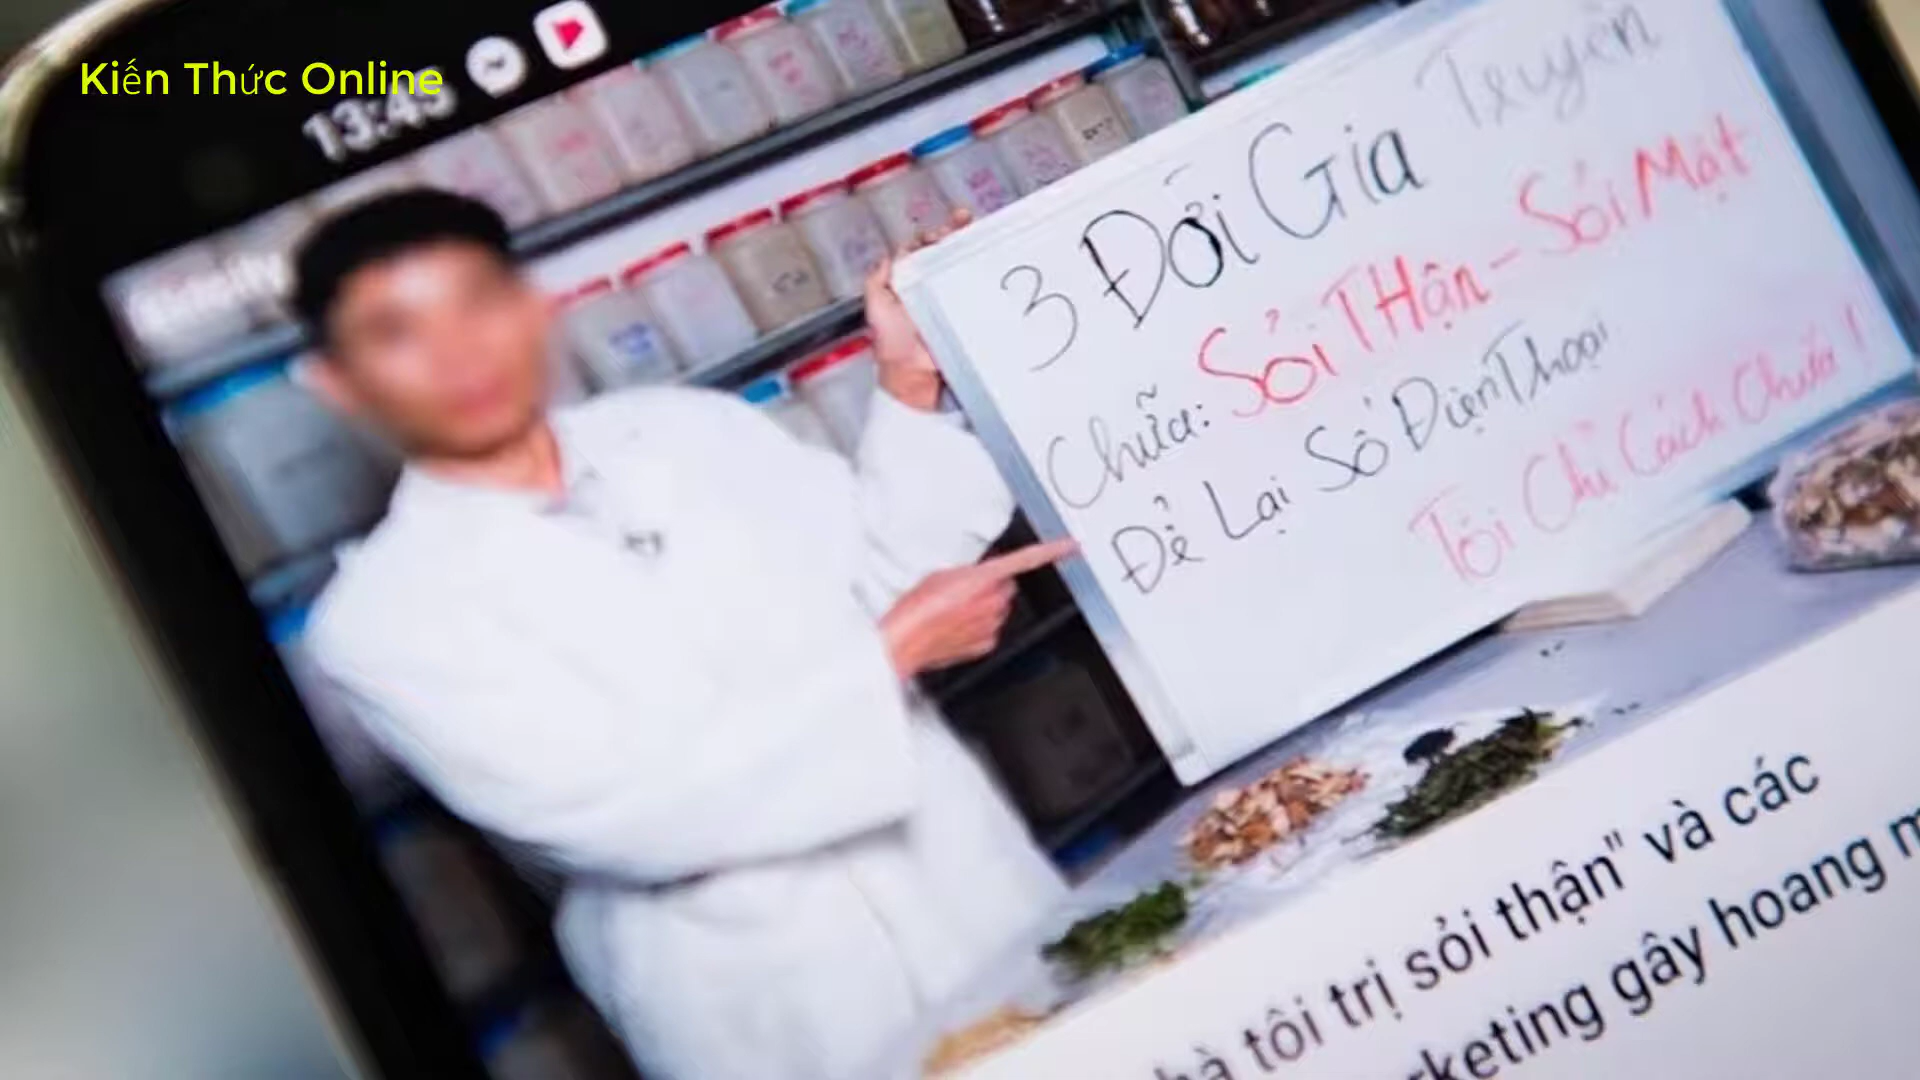 Kiến Thức Online
13:45
3 Đời Gia Truyền
Chữa: Sỏi THận - Sỏi Mật
Để Lại Số Điện Thoại
Tôi Chỉ Cách Chữa !
tôi trị sỏi thận" và các
gây hoang